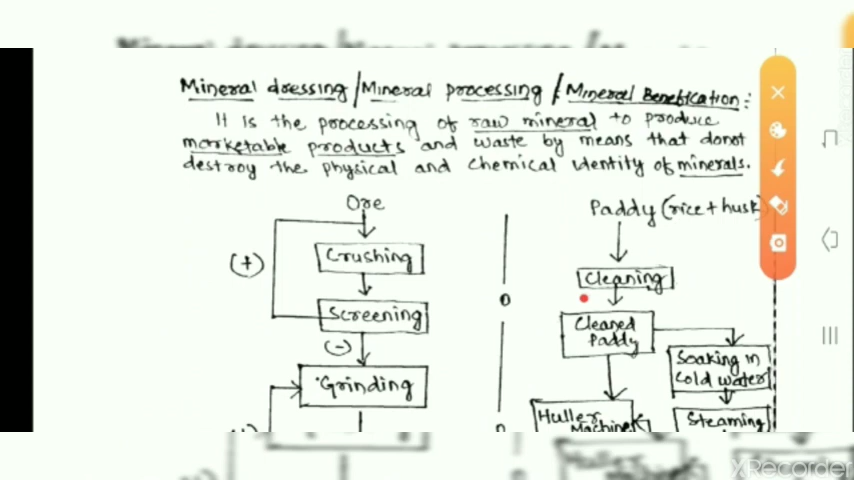 Mineral dressing/Mineral processing/Mineral Benefication:
It is the processing of raw mineral to produce
marketable products and waste by means that donot
destroy the physical and chemical identity of minerals.
Ore
(+)
Crushing
Screening
(-)
Grinding
Paddy (rice + husk)
Cleaning
Cleaned
Paddy
Soaking in
cold water
Huller
Machine
Steaming
XRecorder